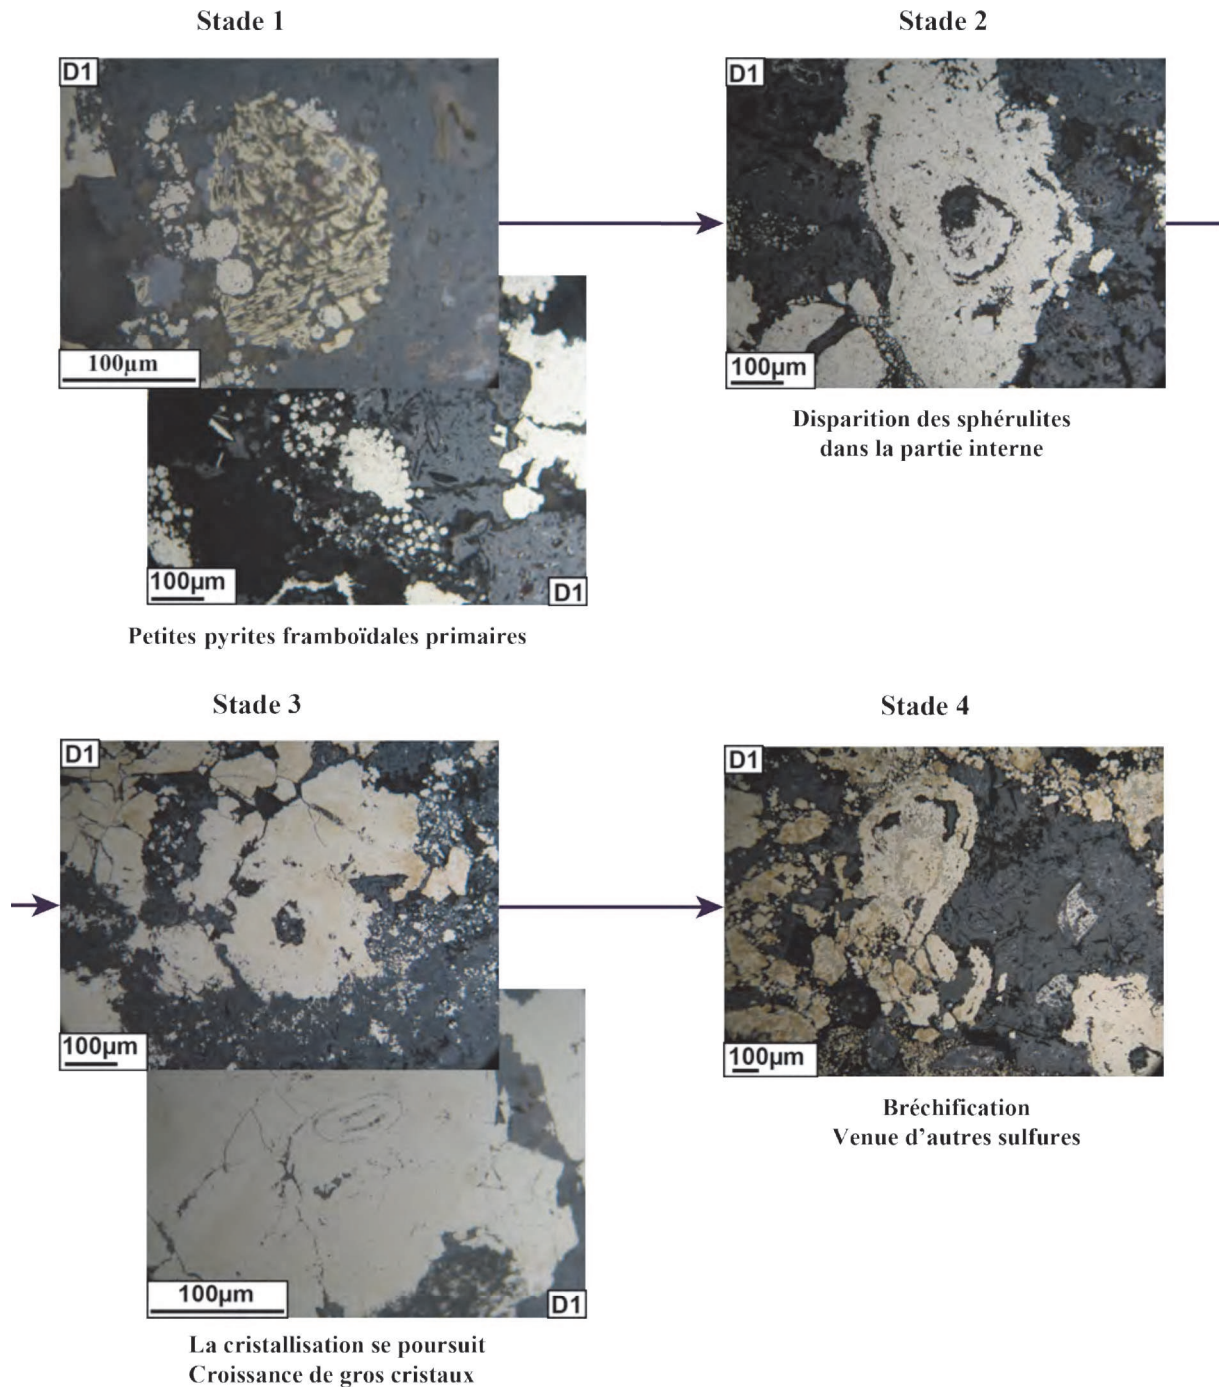 Stade 1
Stade 2
D1
100µm
100µm
D1
Petites pyrites framboïdales primaires
D1
100µm
Disparition des sphérulites
dans la partie interne
Stade 3
Stade 4
D1
100µm
100µm
D1
La cristallisation se poursuit
Croissance de gros cristaux
D1
100µm
Bréchification
Venue d'autres sulfures